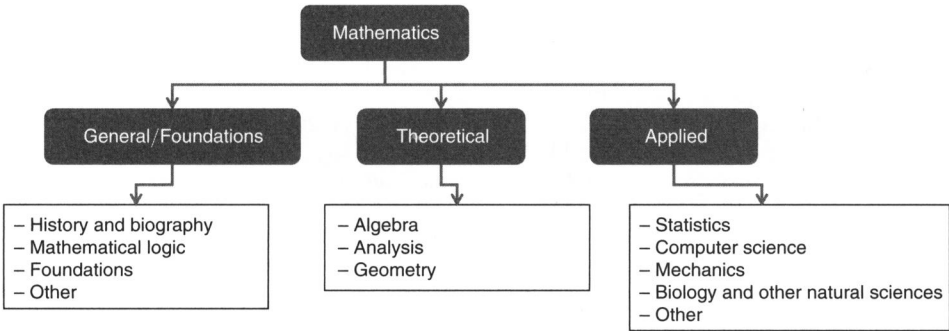 Mathematics
General/Foundations
Theoretical
Applied
– History and biography
– Mathematical logic
– Foundations
– Other
– Algebra
– Analysis
– Geometry
– Statistics
– Computer science
– Mechanics
– Biology and other natural sciences
– Other